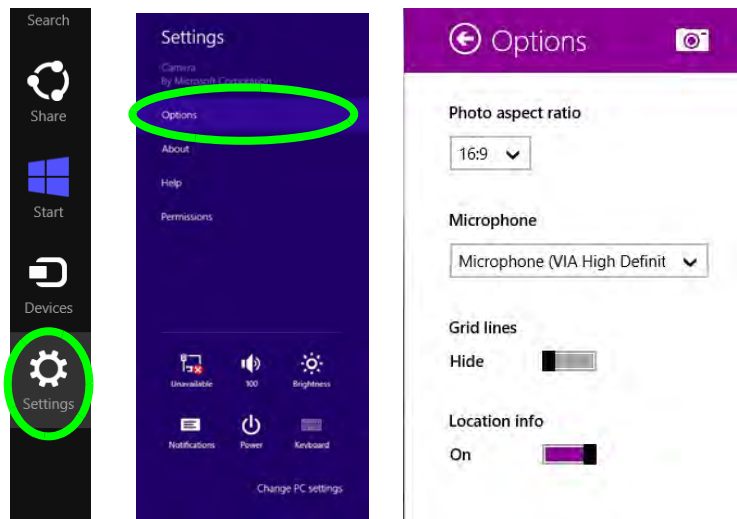 Search
Share
Start
Devices
Settings
Settings
Camera
By Microsoft Corporation
Options
About
Help
Permissions
Unavailable
100
Brightness
Notifications
Power
Keyboard
Change PC settings
Options
Photo aspect ratio
16:9
Microphone
Microphone (VIA High Definit
Grid lines
Hide
Location info
On